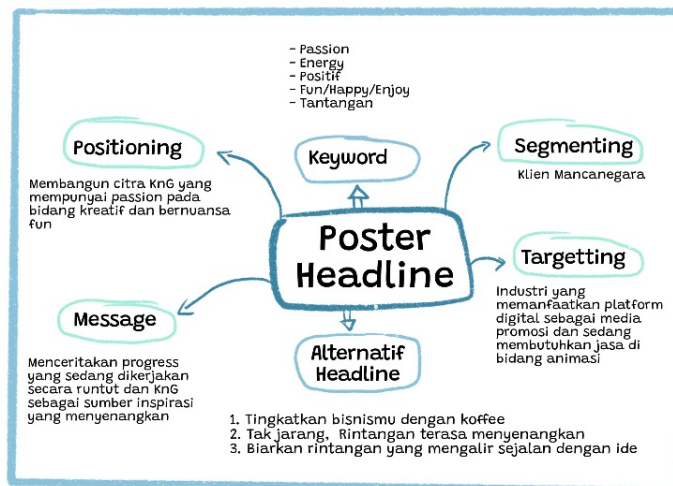 - Passion
- Energy
- Positif
- Fun/Happy/Enjoy
- Tantangan
Keyword
Positioning
Membangun citra KnG yang
mempunyai passion pada
bidang kreatif dan bernuansa
fun
Segmenting
Klien Mancanegara
Poster
Headline
Targetting
Industri yang
memanfaatkan platform
digital sebagai media
promosi dan sedang
membutuhkan jasa di
bidang animasi
Message
Menceritakan progress
yang sedang dikerjakan
secara runtut dan KnG
sebagai sumber inspirasi
yang menyenangkan
Alternatif
Headline
1. Tingkatkan bisnismu dengan koffee
2. Tak jarang, Rintangan terasa menyenangkan
3. Biarkan rintangan yang mengalir sejalan dengan ide